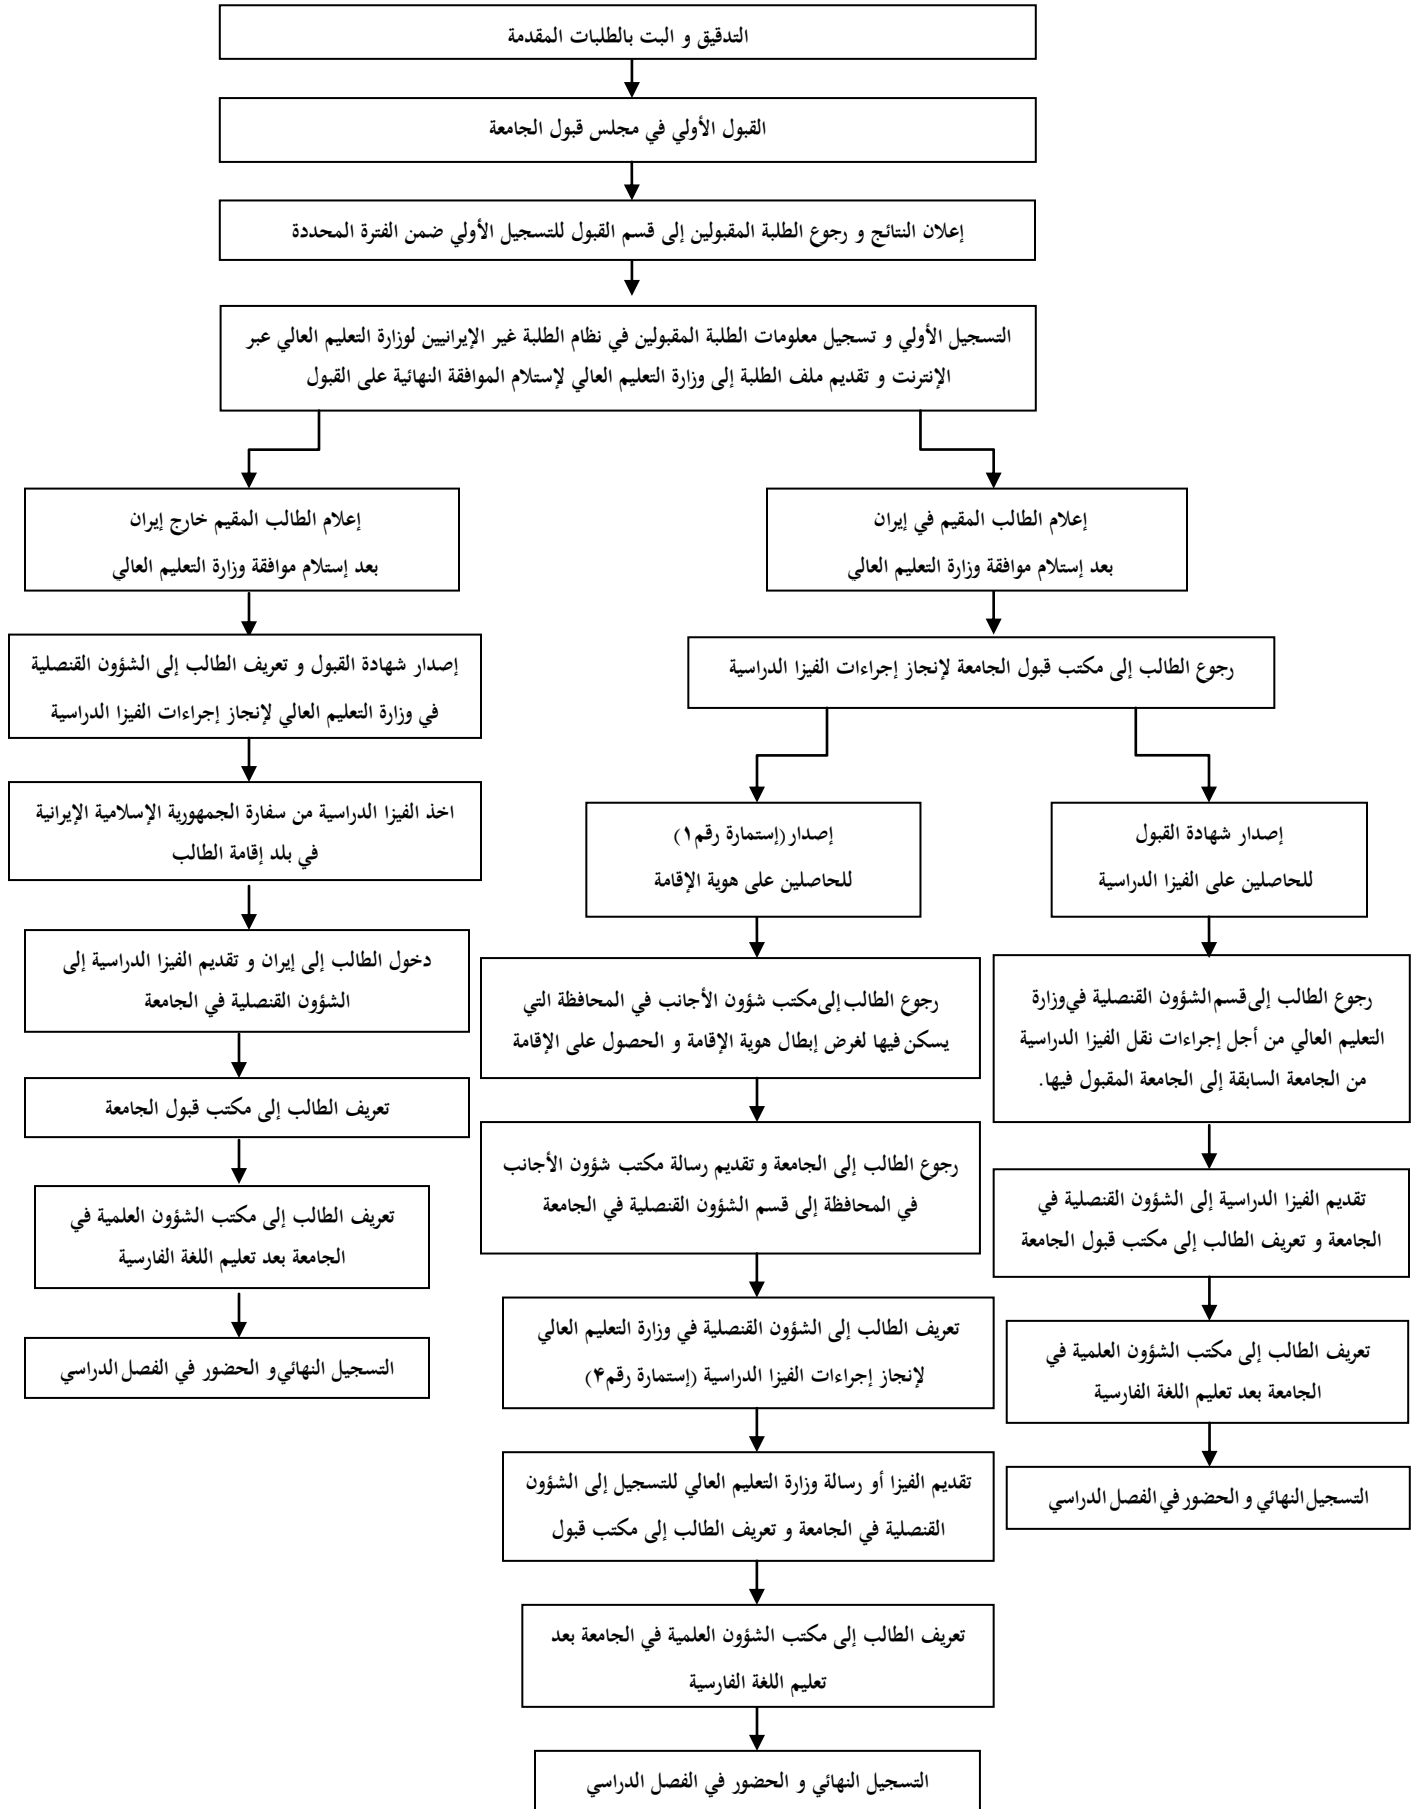 التدقيق و البت بالطلبات المقدمة
القبول الأولي في مجلس قبول الجامعة
إعلان النتائج و رجوع الطلبة المقبولين إلى قسم القبول للتسجيل الأولي ضمن الفترة المحددة
التسجيل الأولي و تسجيل معلومات الطلبة المقبولين في نظام الطلبة غير الإيرانيين لوزارة التعليم العالي عبر
الإنترنت و تقديم ملف الطلبة إلى وزارة التعليم العالي لإستلام الموافقة النهائية على القبول
إعلام الطالب المقيم في إيران
بعد إستلام موافقة وزارة التعليم العالي
رجوع الطالب إلى مكتب قبول الجامعة لإنجاز إجراءات الفيزا الدراسية
إصدار شهادة القبول
للحاصلين على الفيزا الدراسية
رجوع الطالب إلى قسم الشؤون القنصلية في وزارة
التعليم العالي من أجل إجراءات نقل الفيزا الدراسية
من الجامعة السابقة إلى الجامعة المقبول فيها.
تقديم الفيزا الدراسية إلى الشؤون القنصلية في
الجامعة و تعريف الطالب إلى مكتب قبول الجامعة
تعريف الطالب إلى مكتب الشؤون العلمية في
الجامعة بعد تعليم اللغة الفارسية
التسجيل النهائي و الحضور في الفصل الدراسي
إصدار (إستمارة رقم۱)
للحاصلين على هوية الإقامة
رجوع الطالب إلى مكتب شؤون الأجانب في المحافظة التي
يسكن فيها لغرض إبطال هوية الإقامة و الحصول على الإقامة
رجوع الطالب إلى الجامعة و تقديم رسالة مكتب شؤون الأجانب
في المحافظة إلى قسم الشؤون القنصلية في الجامعة
تعريف الطالب إلى الشؤون القنصلية في وزارة التعليم العالي
لإنجاز إجراءات الفيزا الدراسية (إستمارة رقم۴)
تقديم الفيزا أو رسالة وزارة التعليم العالي للتسجيل إلى الشؤون
القنصلية في الجامعة و تعريف الطالب إلى مكتب قبول
تعريف الطالب إلى مكتب الشؤون العلمية في الجامعة بعد
تعليم اللغة الفارسية
التسجيل النهائي و الحضور في الفصل الدراسي
إعلام الطالب المقيم خارج إيران
بعد إستلام موافقة وزارة التعليم العالي
إصدار شهادة القبول و تعريف الطالب إلى الشؤون القنصلية
في وزارة التعليم العالي لإنجاز إجراءات الفيزا الدراسية
اخذ الفيزا الدراسية من سفارة الجمهورية الإسلامية الإيرانية
في بلد إقامة الطالب
دخول الطالب إلى إيران و تقديم الفيزا الدراسية إلى
الشؤون القنصلية في الجامعة
تعريف الطالب إلى مكتب قبول الجامعة
تعريف الطالب إلى مكتب الشؤون العلمية في
الجامعة بعد تعليم اللغة الفارسية
التسجيل النهائي و الحضور في الفصل الدراسي